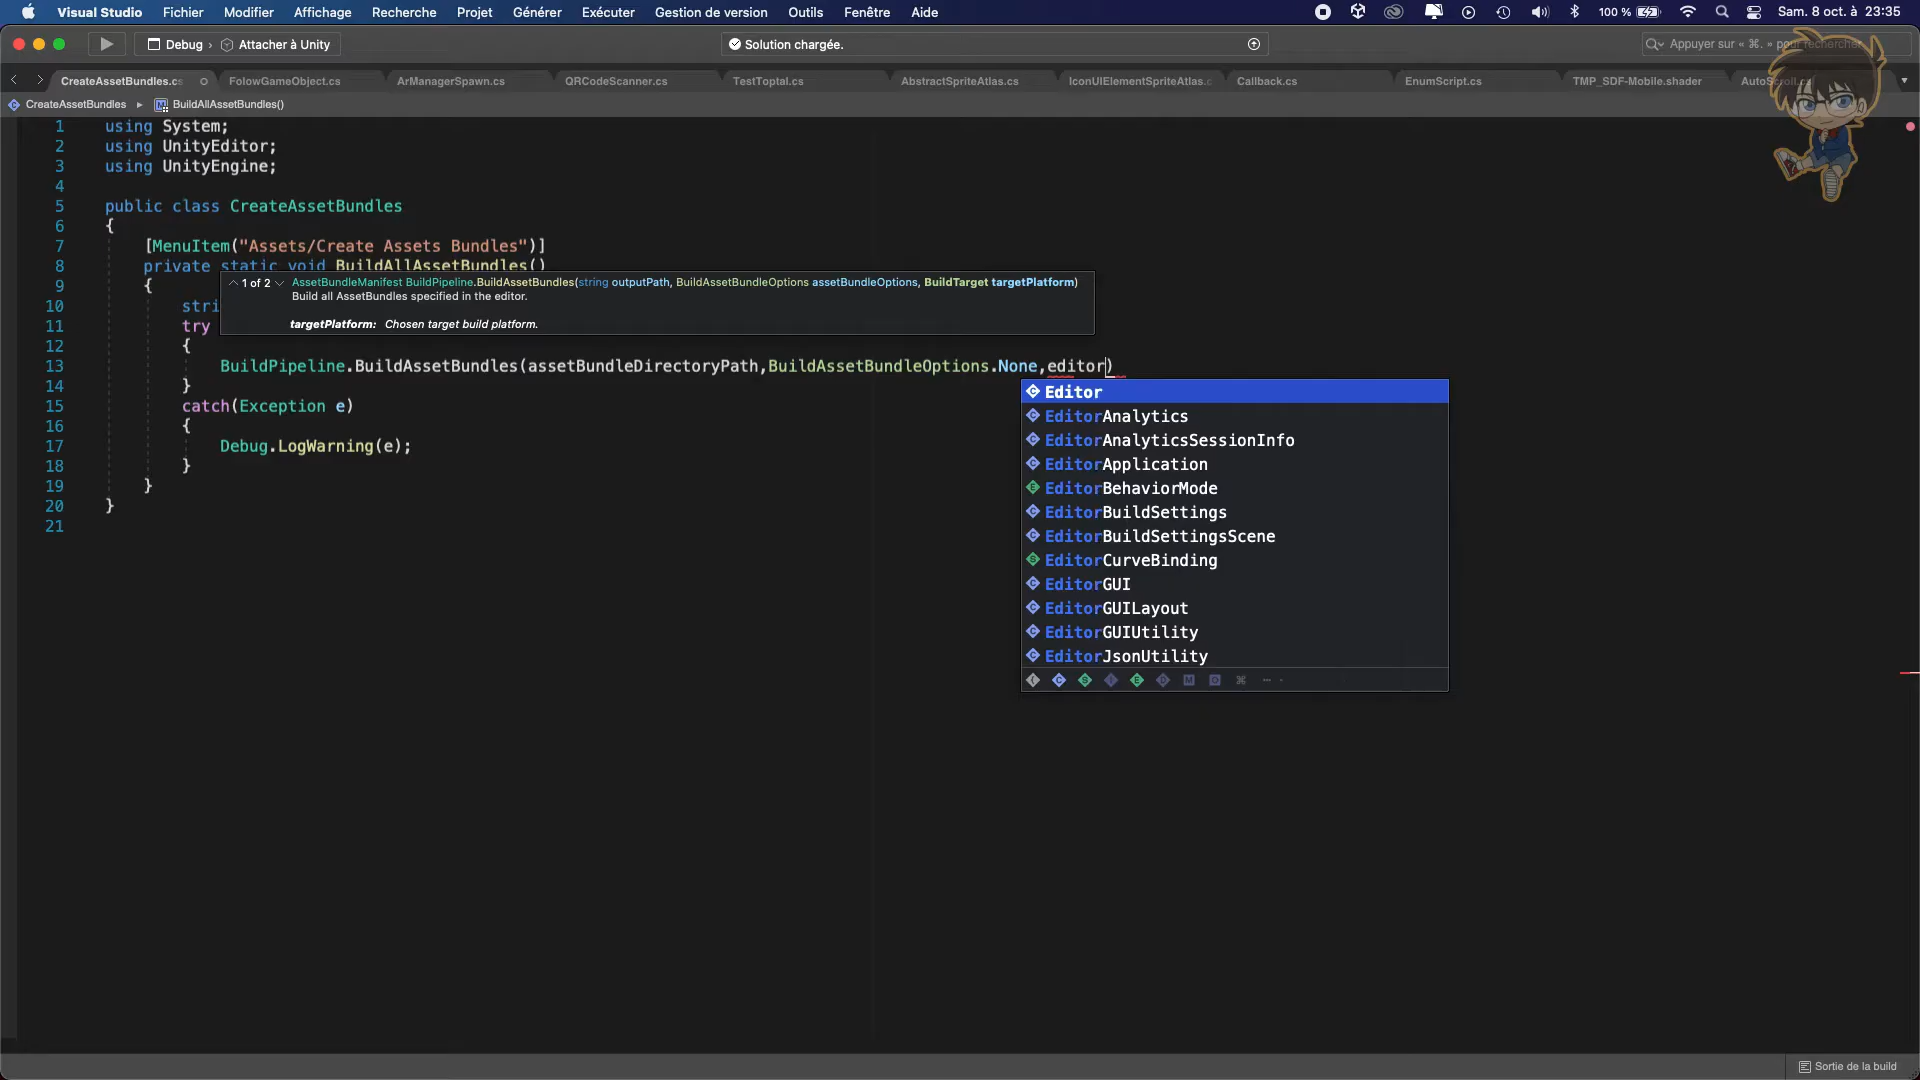 Visual Studio Fichier Modifier Affichage Recherche Projet Générer Exécuter Gestion de version Outils Fenêtre Aide 100 % Sam. 8 oct. à 23:35
Debug › Attacher à Unity Solution chargée. Appuyer sur « ⌘. » pour rechercher
CreateAssetBundles.cs FolowGameObject.cs ArManagerSpawn.cs QRCodeScanner.cs TestToptal.cs AbstractSpriteAtlas.cs IconUIElementSpriteAtlas.c Callback.cs EnumScript.cs TMP_SDF-Mobile.shader AutoScroll.c
CreateAssetBundles ▸ BuildAllAssetBundles()
1 using System;
2 using UnityEditor;
3 using UnityEngine;
4
5 public class CreateAssetBundles
6 {
7 [MenuItem("Assets/Create Assets Bundles")]
8 private static void BuildAllAssetBundles()
9 {
1 of 2 AssetBundleManifest BuildPipeline.BuildAssetBundles(string outputPath, BuildAssetBundleOptions assetBundleOptions, BuildTarget targetPlatform)
Build all AssetBundles specified in the editor.
targetPlatform: Chosen target build platform.
10 stri
11 try
12 {
13 BuildPipeline.BuildAssetBundles(assetBundleDirectoryPath,BuildAssetBundleOptions.None,editor)
14 }
15 catch(Exception e)
16 {
17 Debug.LogWarning(e);
18 }
19 }
20 }
21
Editor
EditorAnalytics
EditorAnalyticsSessionInfo
EditorApplication
EditorBehaviorMode
EditorBuildSettings
EditorBuildSettingsScene
EditorCurveBinding
EditorGUI
EditorGUILayout
EditorGUIUtility
EditorJsonUtility
Sortie de la build